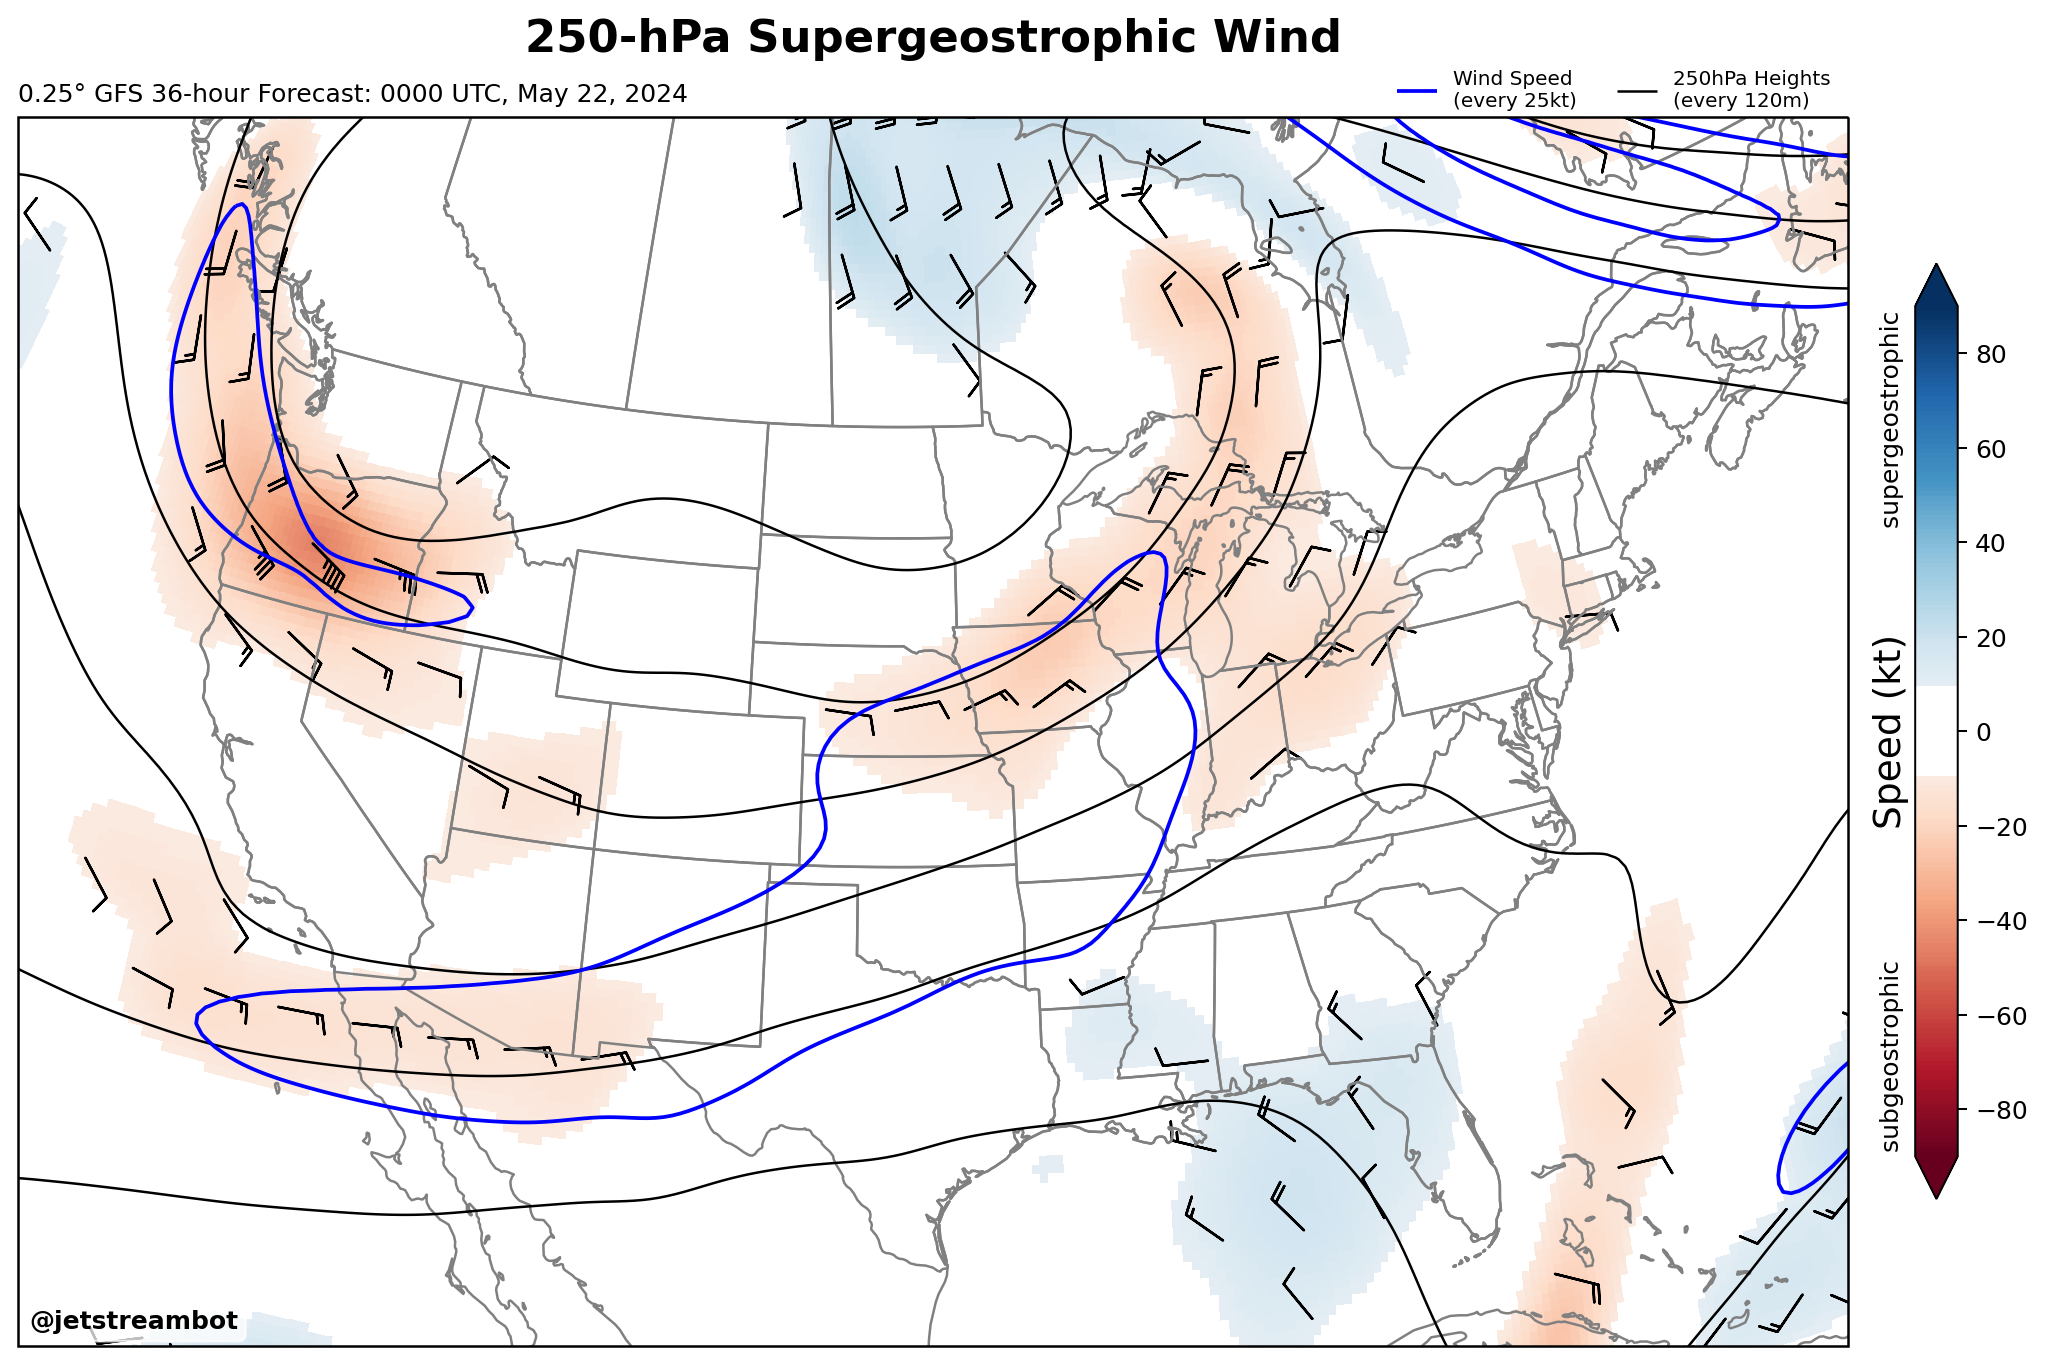 250-hPa Supergeostrophic Wind
0.25° GFS 36-hour Forecast: 0000 UTC, May 22, 2024
Wind Speed
(every 25kt)
250hPa Heights
(every 120m)
supergeostrophic
Speed (kt)
subgeostrophic
80
60
40
20
0
−20
−40
−60
−80
@jetstreambot